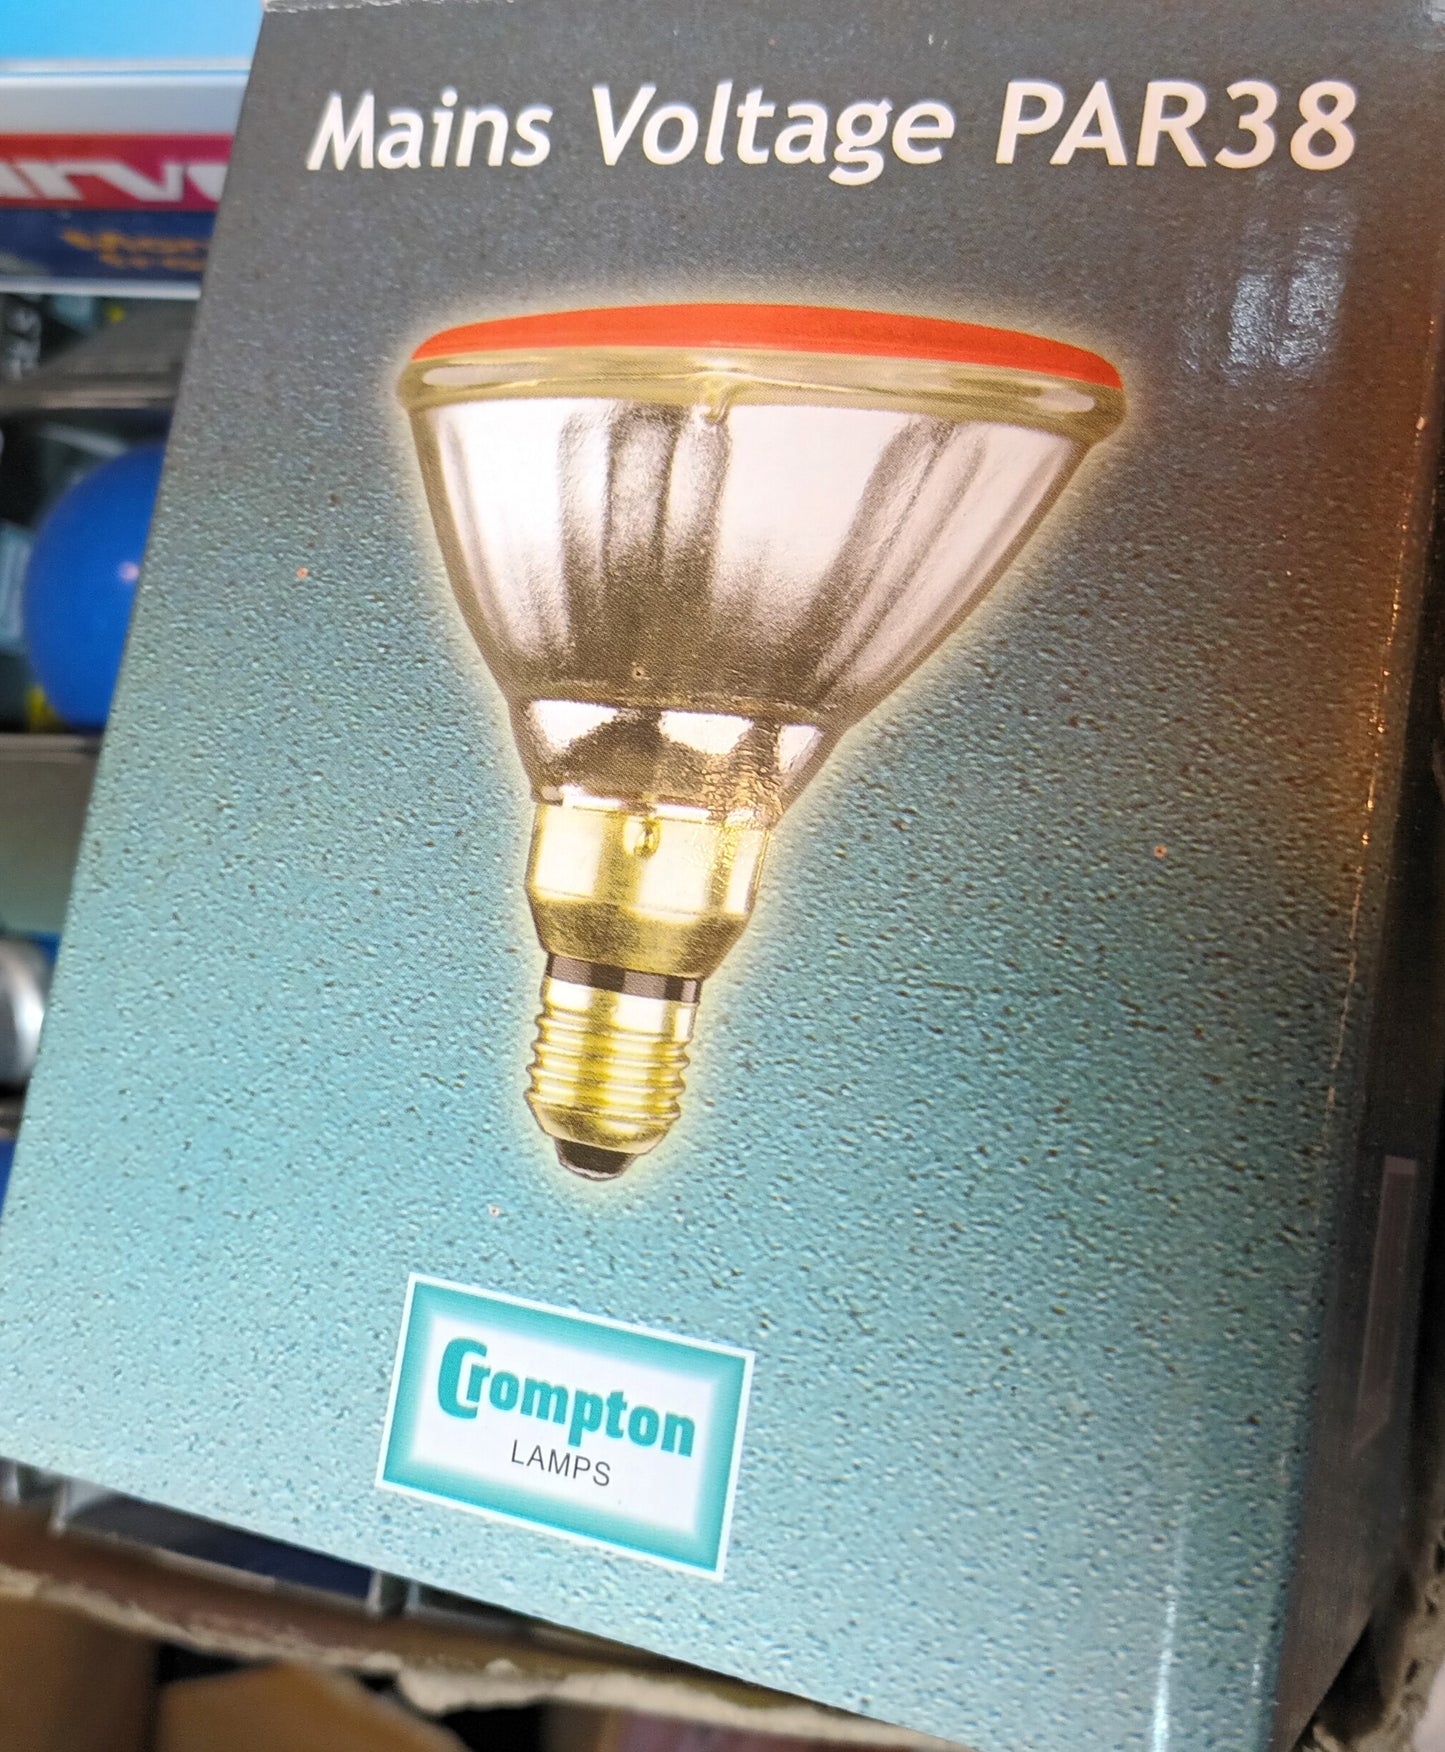 Mains Voltage PAR38
Crompton
LAMPS